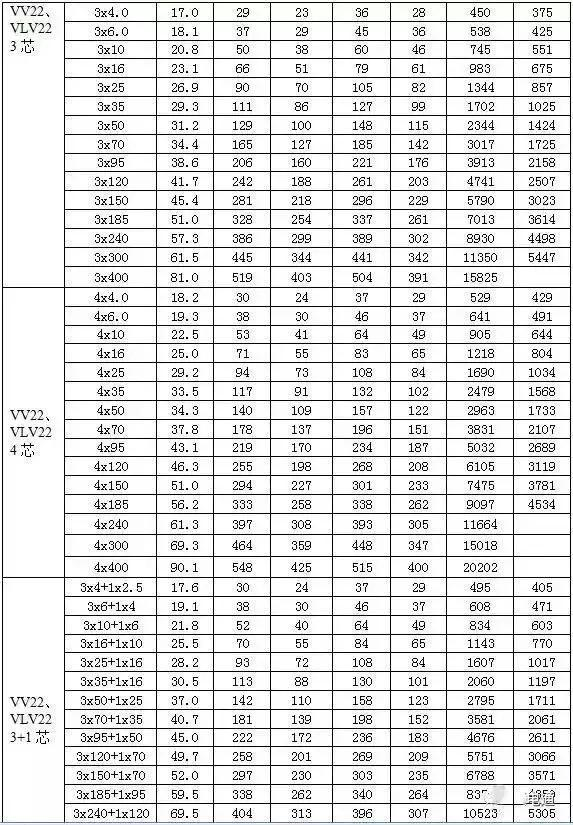 VV22、 3x4.0 17.0 29 23 36 28 450 375
VLV22 3x6.0 18.1 37 29 45 36 538 425
3 芯 3x10 20.8 50 38 60 46 745 551
3x16 23.1 66 51 79 61 983 675
3x25 26.9 90 70 105 82 1344 857
3x35 29.3 111 86 127 99 1702 1025
3x50 31.2 129 100 148 115 2344 1424
3x70 34.4 165 127 185 142 3017 1725
3x95 38.6 206 160 221 176 3913 2158
3x120 41.7 242 188 261 203 4741 2507
3x150 45.4 281 218 296 229 5790 3023
3x185 51.0 328 254 337 261 7013 3614
3x240 57.3 386 299 389 302 8930 4498
3x300 61.5 445 344 441 342 11350 5447
3x400 81.0 519 403 504 391 15825
4x4.0 18.2 30 24 37 29 529 429
4x6.0 19.3 38 30 46 37 641 491
4x10 22.5 53 41 64 49 905 644
4x16 25.0 71 55 83 65 1218 804
4x25 29.2 94 73 108 84 1690 1034
4x35 33.5 117 91 132 102 2479 1568
VV22、 4x50 34.3 140 109 157 122 2963 1733
VLV22 4x70 37.8 178 137 196 151 3831 2107
4 芯 4x95 43.1 219 170 234 187 5032 2689
4x120 46.3 255 198 268 208 6105 3119
4x150 51.0 294 227 301 233 7475 3781
4x185 56.2 333 258 338 262 9097 4534
4x240 61.3 397 308 393 305 11664
4x300 69.3 464 359 448 347 15018
4x400 90.1 548 425 515 400 20202
3x4+1x2.5 17.6 30 24 37 29 495 405
3x6+1x4 19.1 38 30 46 37 608 471
3x10+1x6 21.8 52 40 64 49 834 603
3x16+1x10 25.5 70 55 84 65 1143 770
3x25+1x16 28.2 93 72 108 84 1607 1017
3x35+1x16 30.5 113 88 130 101 2060 1197
VV22、 3x50+1x25 37.0 142 110 158 123 2795 1711
VLV22 3x70+1x35 40.7 181 139 198 152 3581 2061
3+1 芯 3x95+1x50 45.0 222 172 236 183 4676 2611
3x120+1x70 49.7 258 201 269 209 5751 3066
3x150+1x70 52.0 297 230 303 235 6788 3571
3x185+1x95 59.5 338 262 340 264
3x240+1x120 69.5 404 313 396 307 10523 5305